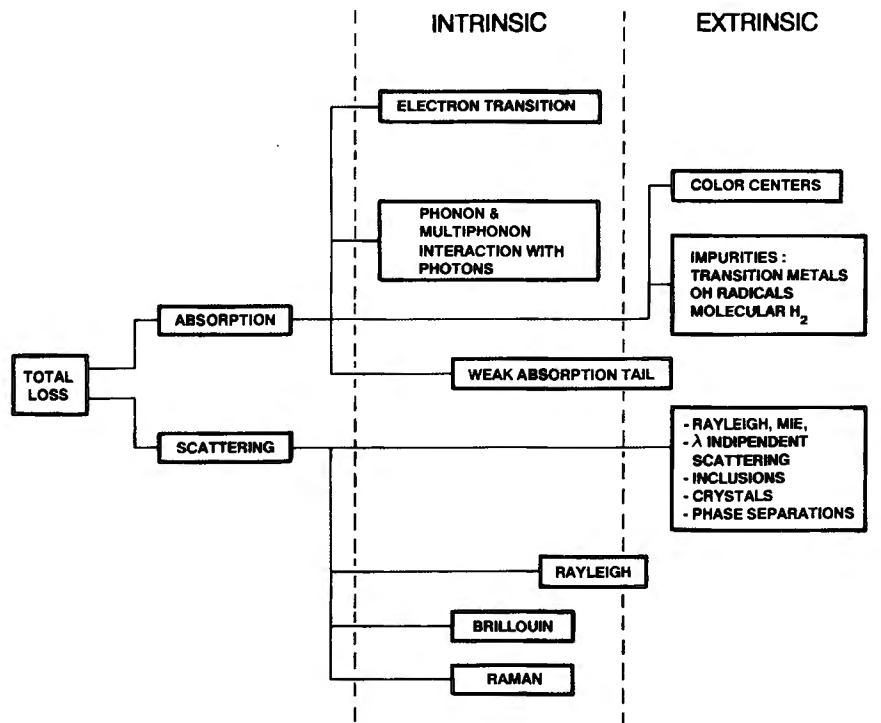 INTRINSIC
EXTRINSIC
ELECTRON TRANSITION
COLOR CENTERS
PHONON &
MULTIPHONON
INTERACTION WITH
PHOTONS
IMPURITIES :
TRANSITION METALS
OH RADICALS
MOLECULAR H₂
ABSORPTION
TOTAL
LOSS
WEAK ABSORPTION TAIL
SCATTERING
- RAYLEIGH, MIE,
- λ INDIPENDENT
SCATTERING
- INCLUSIONS
- CRYSTALS
- PHASE SEPARATIONS
RAYLEIGH
BRILLOUIN
RAMAN